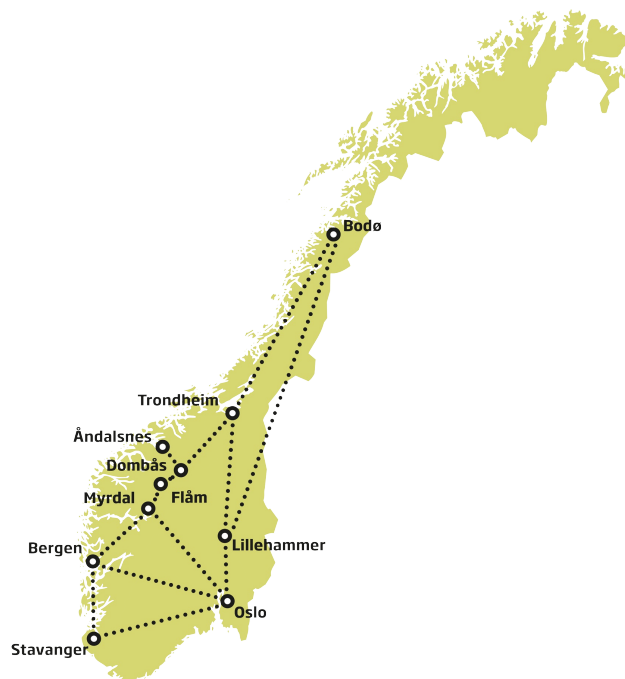 Bodø
Trondheim
Åndalsnes
Dombås
Myrdal
Flåm
Bergen
Lillehammer
Oslo
Stavanger